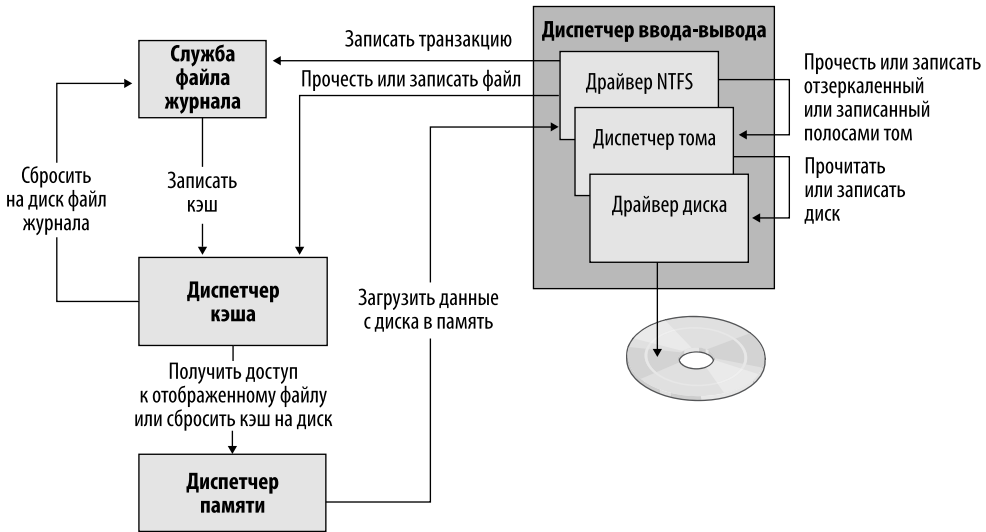 Диспетчер ввода-вывода
Записать транзакцию
Служба
файла
журнала
Драйвер NTFS
Прочесть или записать файл
Прочесть или записать
отзеркаленный
или записанный
полосами том
Диспетчер тома
Сбросить
на диск файл
журнала
Записать
кэш
Прочитать
или записать
диск
Драйвер диска
Диспетчер
кэша
Загрузить данные
с диска в память
Получить доступ
к отображенному файлу
или сбросить кэш на диск
Диспетчер
памяти